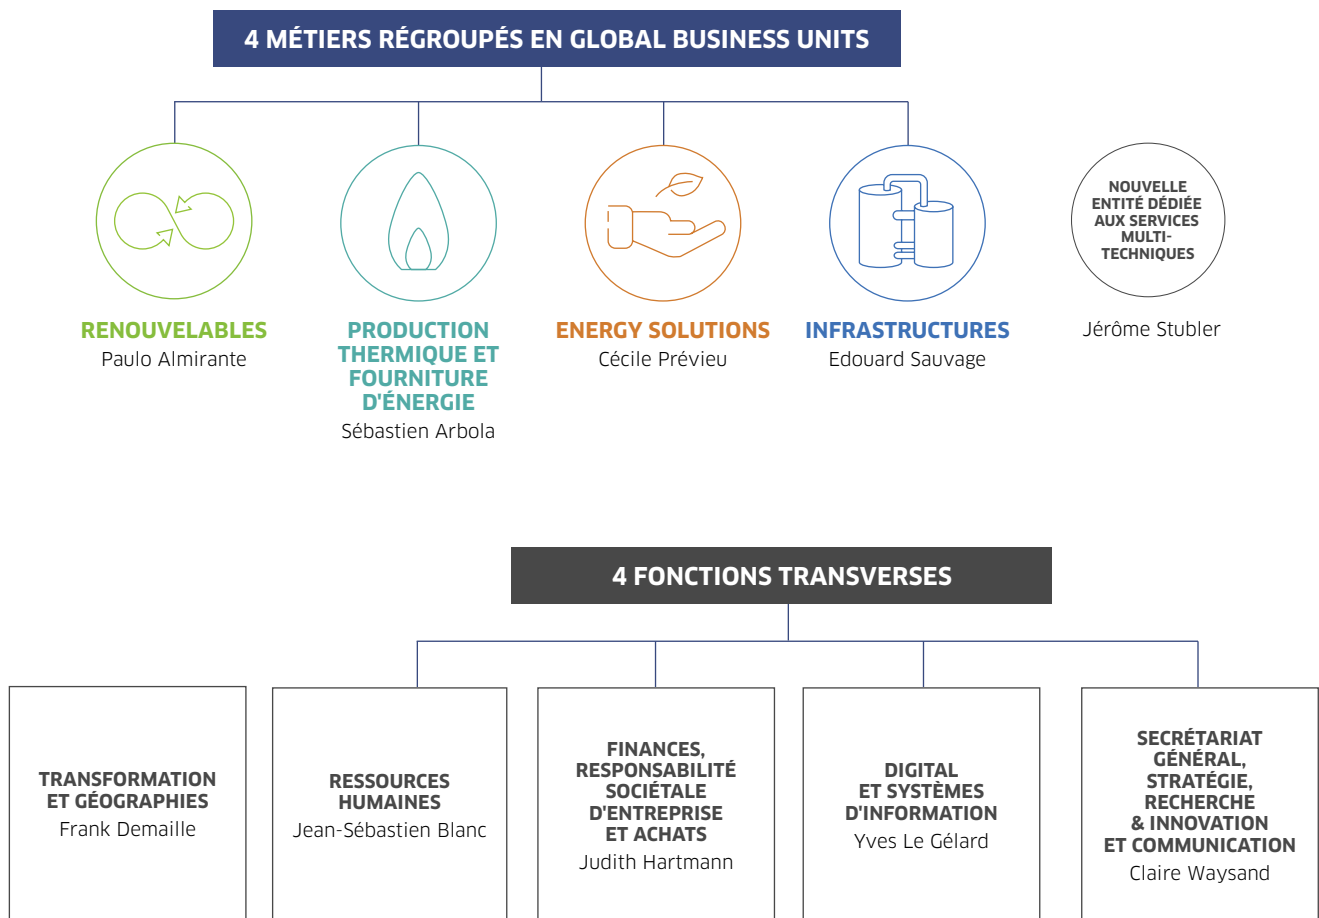 4 MÉTIERS RÉGROUPÉS EN GLOBAL BUSINESS UNITS
NOUVELLE
ENTITÉ DÉDIÉE
AUX SERVICES
MULTI-
TECHNIQUES
RENOUVELABLES
Paulo Almirante
PRODUCTION
THERMIQUE ET
FOURNITURE
D'ÉNERGIE
Sébastien Arbola
ENERGY SOLUTIONS
Cécile Prévieu
INFRASTRUCTURES
Edouard Sauvage
Jérôme Stubler
4 FONCTIONS TRANSVERSES
TRANSFORMATION
ET GÉOGRAPHIES
Frank Demaille
RESSOURCES
HUMAINES
Jean-Sébastien Blanc
FINANCES,
RESPONSABILITÉ
SOCIÉTALE
D'ENTREPRISE
ET ACHATS
Judith Hartmann
DIGITAL
ET SYSTÈMES
D'INFORMATION
Yves Le Gélard
SECRÉTARIAT
GÉNÉRAL,
STRATÉGIE,
RECHERCHE
& INNOVATION
ET COMMUNICATION
Claire Waysand